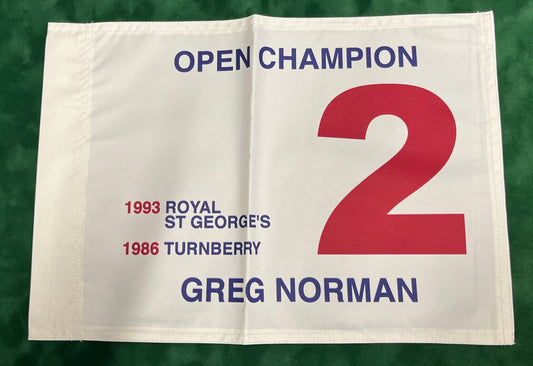 OPEN CHAMPION
2
1993 ROYAL
ST GEORGE'S
1986 TURNBERRY
GREG NORMAN